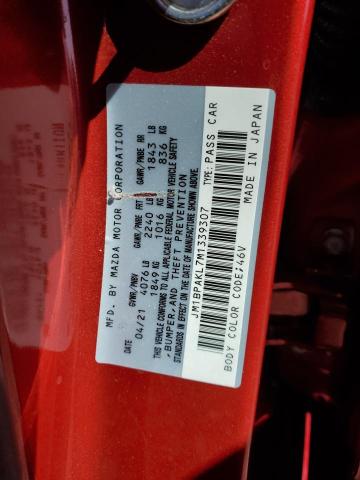 MFD. BY MAZDA MOTOR CORPORATION
GVWR/PNBV GAWR/PNBE FRT GAWR/PNBE RR
04/21 4076 LB 2240 LB 1843 LB
1849 KG 1016 KG 836 KG
THIS VEHICLE CONFORMS TO ALL APPLICABLE FEDERAL MOTOR VEHICLE SAFETY
,BUMPER,AND THEFT PREVENTION
STANDARDS IN EFFECT ON THE DATE OF MANUFACTURE SHOWN ABOVE.
JM1BPAKL7M1339307 TYPE:PASS CAR
BODY COLOR CODE:46V MADE IN JAPAN